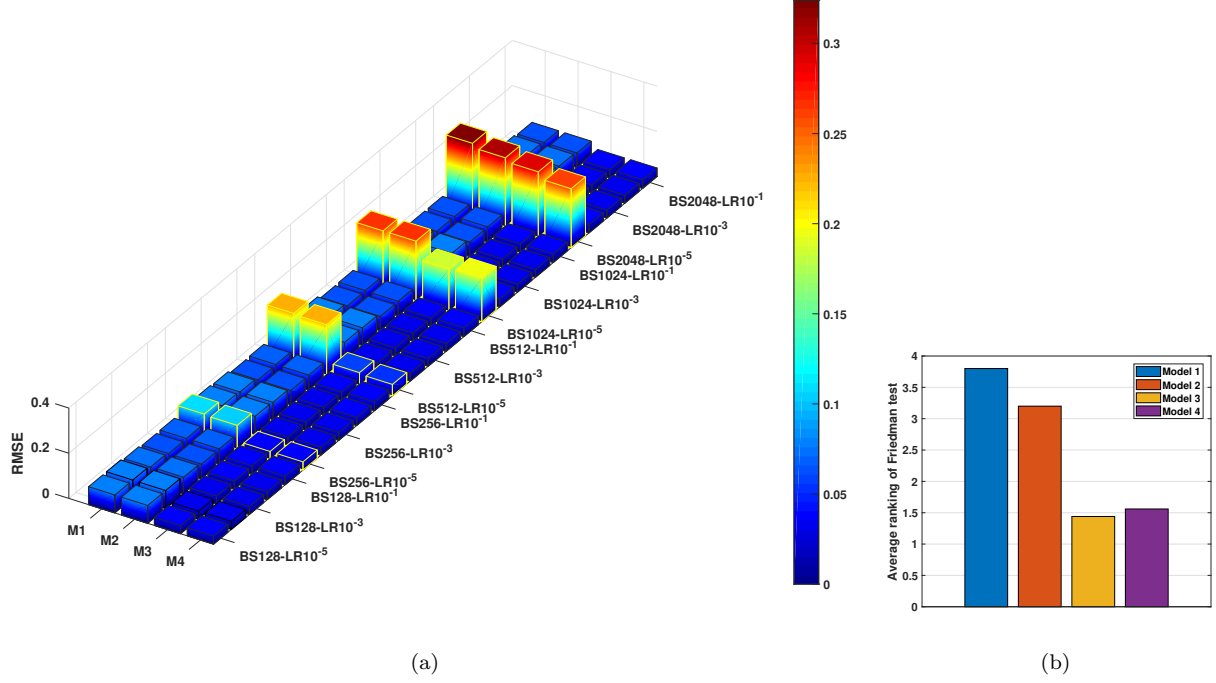 0.4
0.2
0
RMSE
M1
M2
M3
M4
BS128-LR10⁻⁵
BS128-LR10⁻³
BS128-LR10⁻¹
BS256-LR10⁻⁵
BS256-LR10⁻³
BS256-LR10⁻¹
BS512-LR10⁻⁵
BS512-LR10⁻³
BS512-LR10⁻¹
BS1024-LR10⁻⁵
BS1024-LR10⁻³
BS1024-LR10⁻¹
BS2048-LR10⁻⁵
BS2048-LR10⁻³
BS2048-LR10⁻¹
0.3
0.25
0.2
0.15
0.1
0.05
0
(a)
4
3.5
3
2.5
2
1.5
1
0.5
0
Average ranking of Friedman test
Model 1
Model 2
Model 3
Model 4
(b)